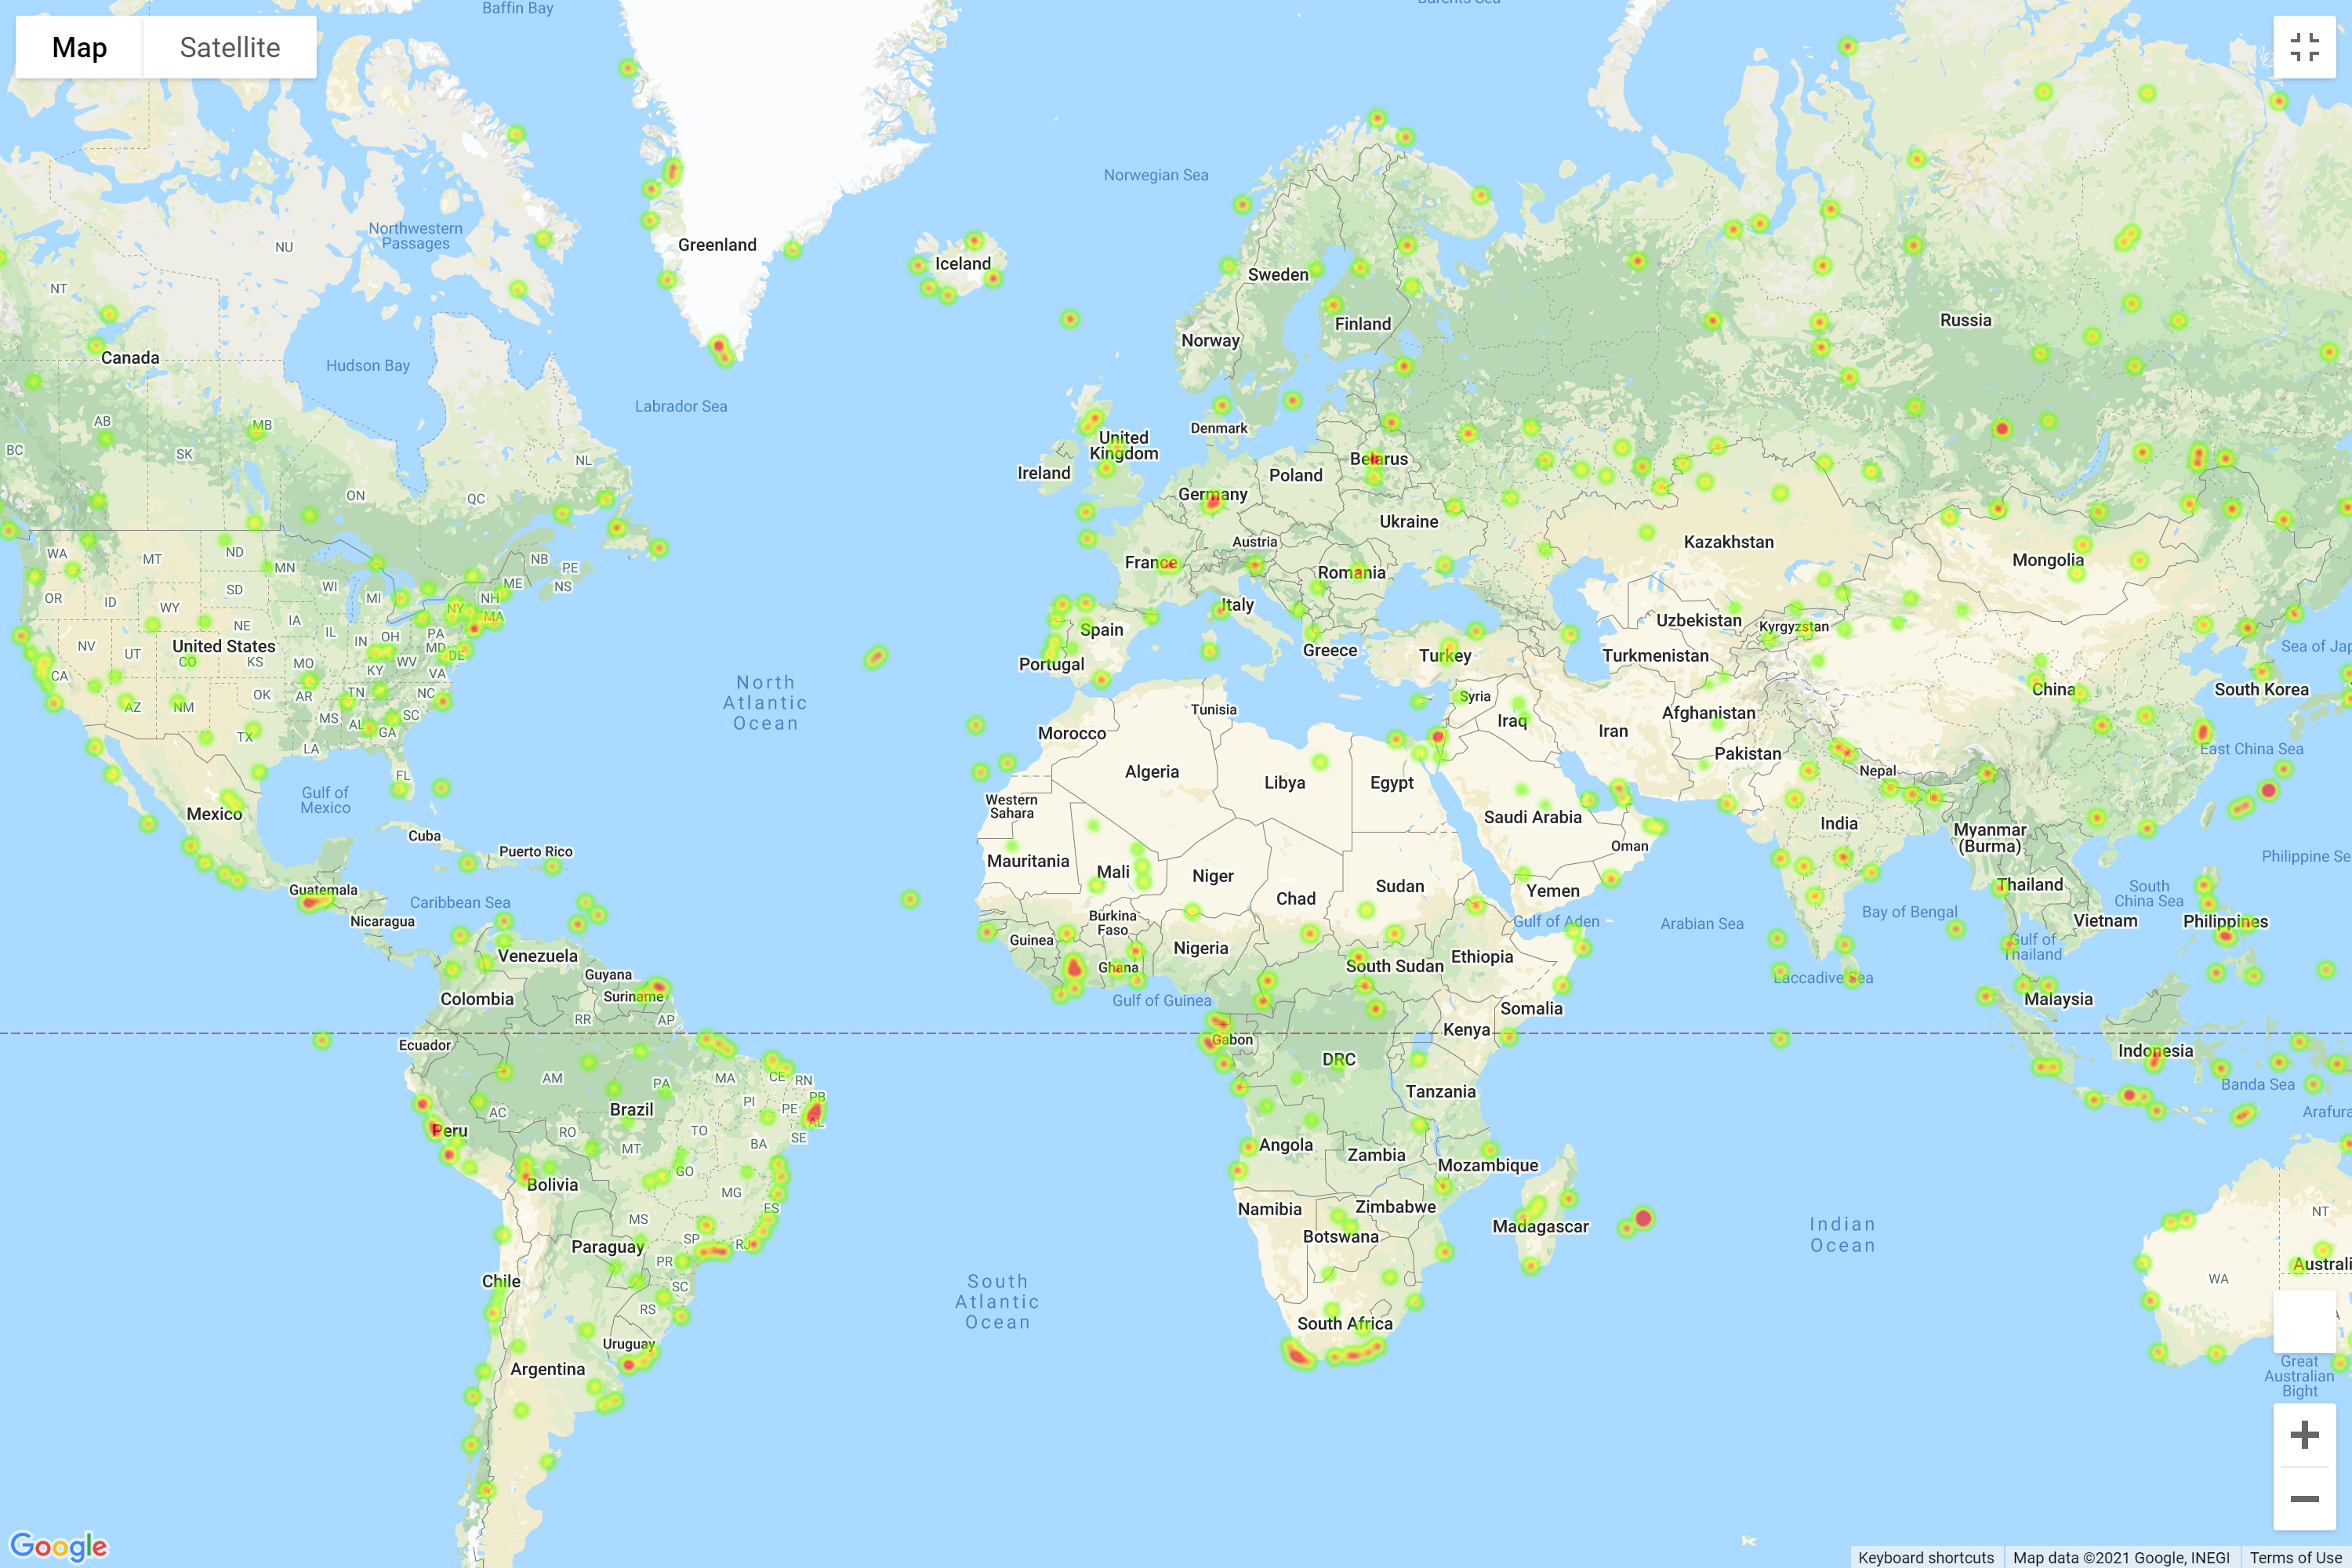 Baffin Bay
Barents Sea
Map
Satellite
Norwegian Sea
Northwestern
Passages
NU
Greenland
Iceland
Sweden
NT
Finland
Russia
Norway
Canada
Hudson Bay
Labrador Sea
AB
MB
Denmark
United
Kingdom
BC
SK
NL
Ireland
Belarus
Poland
ON
QC
Germany
Ukraine
WA
MT
ND
NB
PE
Austria
Kazakhstan
MN
France
Romania
Mongolia
OR
ID
SD
WI
MI
ME
NS
WY
NH
NY
MA
Italy
NE
IA
Spain
Uzbekistan
Kyrgyzstan
NV
UT
United States
CO
KS
IL
IN
OH
PA
MD
DE
WV
Portugal
Greece
Turkey
Turkmenistan
Sea of Jap
CA
MO
KY
VA
China
South Korea
AZ
NM
OK
AR
TN
NC
North
Atlantic
Ocean
Tunisia
Syria
Iraq
Iran
Afghanistan
MS
AL
SC
GA
TX
LA
Morocco
Pakistan
East China Sea
FL
Algeria
Libya
Egypt
Nepal
Gulf of
Mexico
Mexico
Western
Sahara
Saudi Arabia
India
Myanmar
(Burma)
Cuba
Puerto Rico
Mauritania
Mali
Niger
Oman
Philippine Se
Guatemala
Chad
Sudan
Yemen
Thailand
South
China Sea
Caribbean Sea
Nicaragua
Burkina
Faso
Gulf of Aden
Arabian Sea
Bay of Bengal
Vietnam
Philippines
Guinea
Nigeria
Ethiopia
Gulf of
Thailand
Venezuela
Guyana
Ghana
South Sudan
Laccadive Sea
Colombia
Suriname
Gulf of Guinea
Somalia
Malaysia
RR
AP
Kenya
Ecuador
Gabon
DRC
Indonesia
AM
PA
MA
CE
RN
Tanzania
Banda Sea
AC
Brazil
PI
PE
PB
AL
Arafura
Peru
RO
MT
TO
BA
SE
Angola
Zambia
Mozambique
Bolivia
GO
MG
Namibia
Zimbabwe
MS
ES
Madagascar
Indian
Ocean
NT
Paraguay
SP
RJ
Botswana
PR
Australi
Chile
SC
South
Atlantic
Ocean
WA
RS
South Africa
Uruguay
Argentina
Great
Australian
Bight
Google
Keyboard shortcuts
Map data ©2021 Google, INEGI
Terms of Use